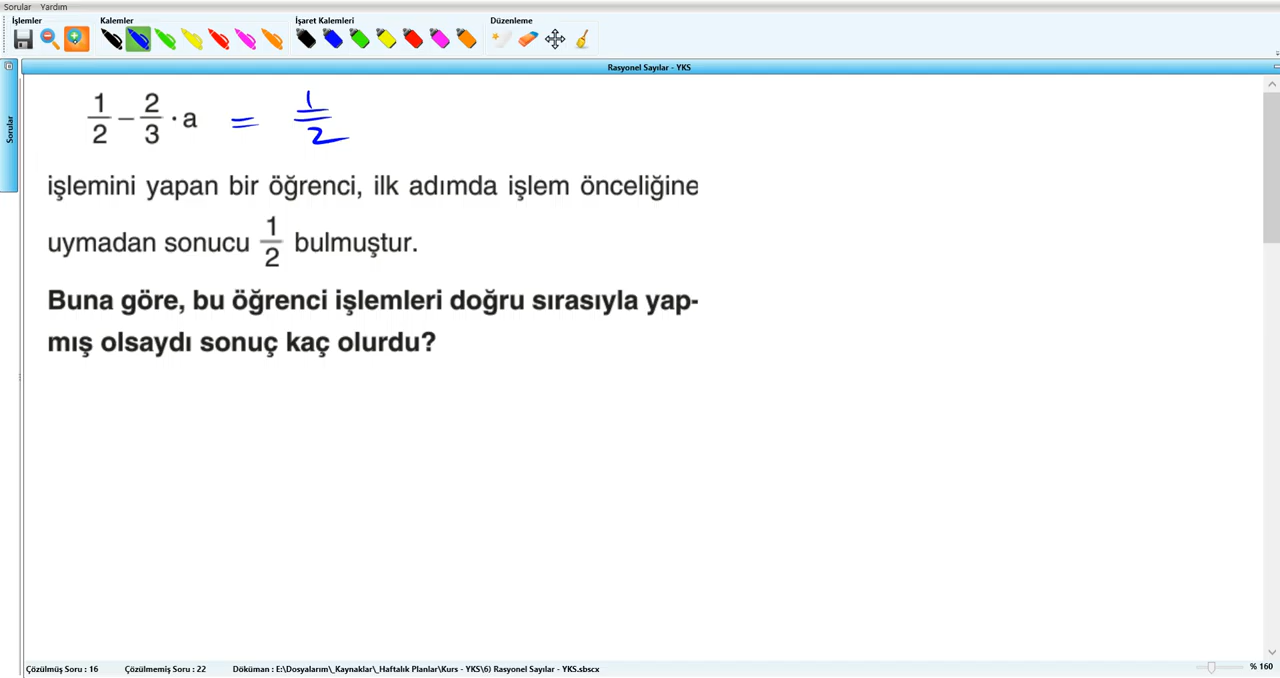 Sorular Yardım
İşlemler Kalemler İşaret Kalemleri Düzenleme
Rasyonel Sayılar - YKS
Sorular
1/2 − 2/3 · a = 1/2
işlemini yapan bir öğrenci, ilk adımda işlem önceliğine
uymadan sonucu 1/2 bulmuştur.
Buna göre, bu öğrenci işlemleri doğru sırasıyla yap-
mış olsaydı sonuç kaç olurdu?
Çözülmüş Soru : 16 Çözülmemiş Soru : 22 Döküman : E:\Dosyalarım\_Kaynaklar\_Haftalık Planlar\Kurs - YKS\6) Rasyonel Sayılar - YKS.sbscx % 160